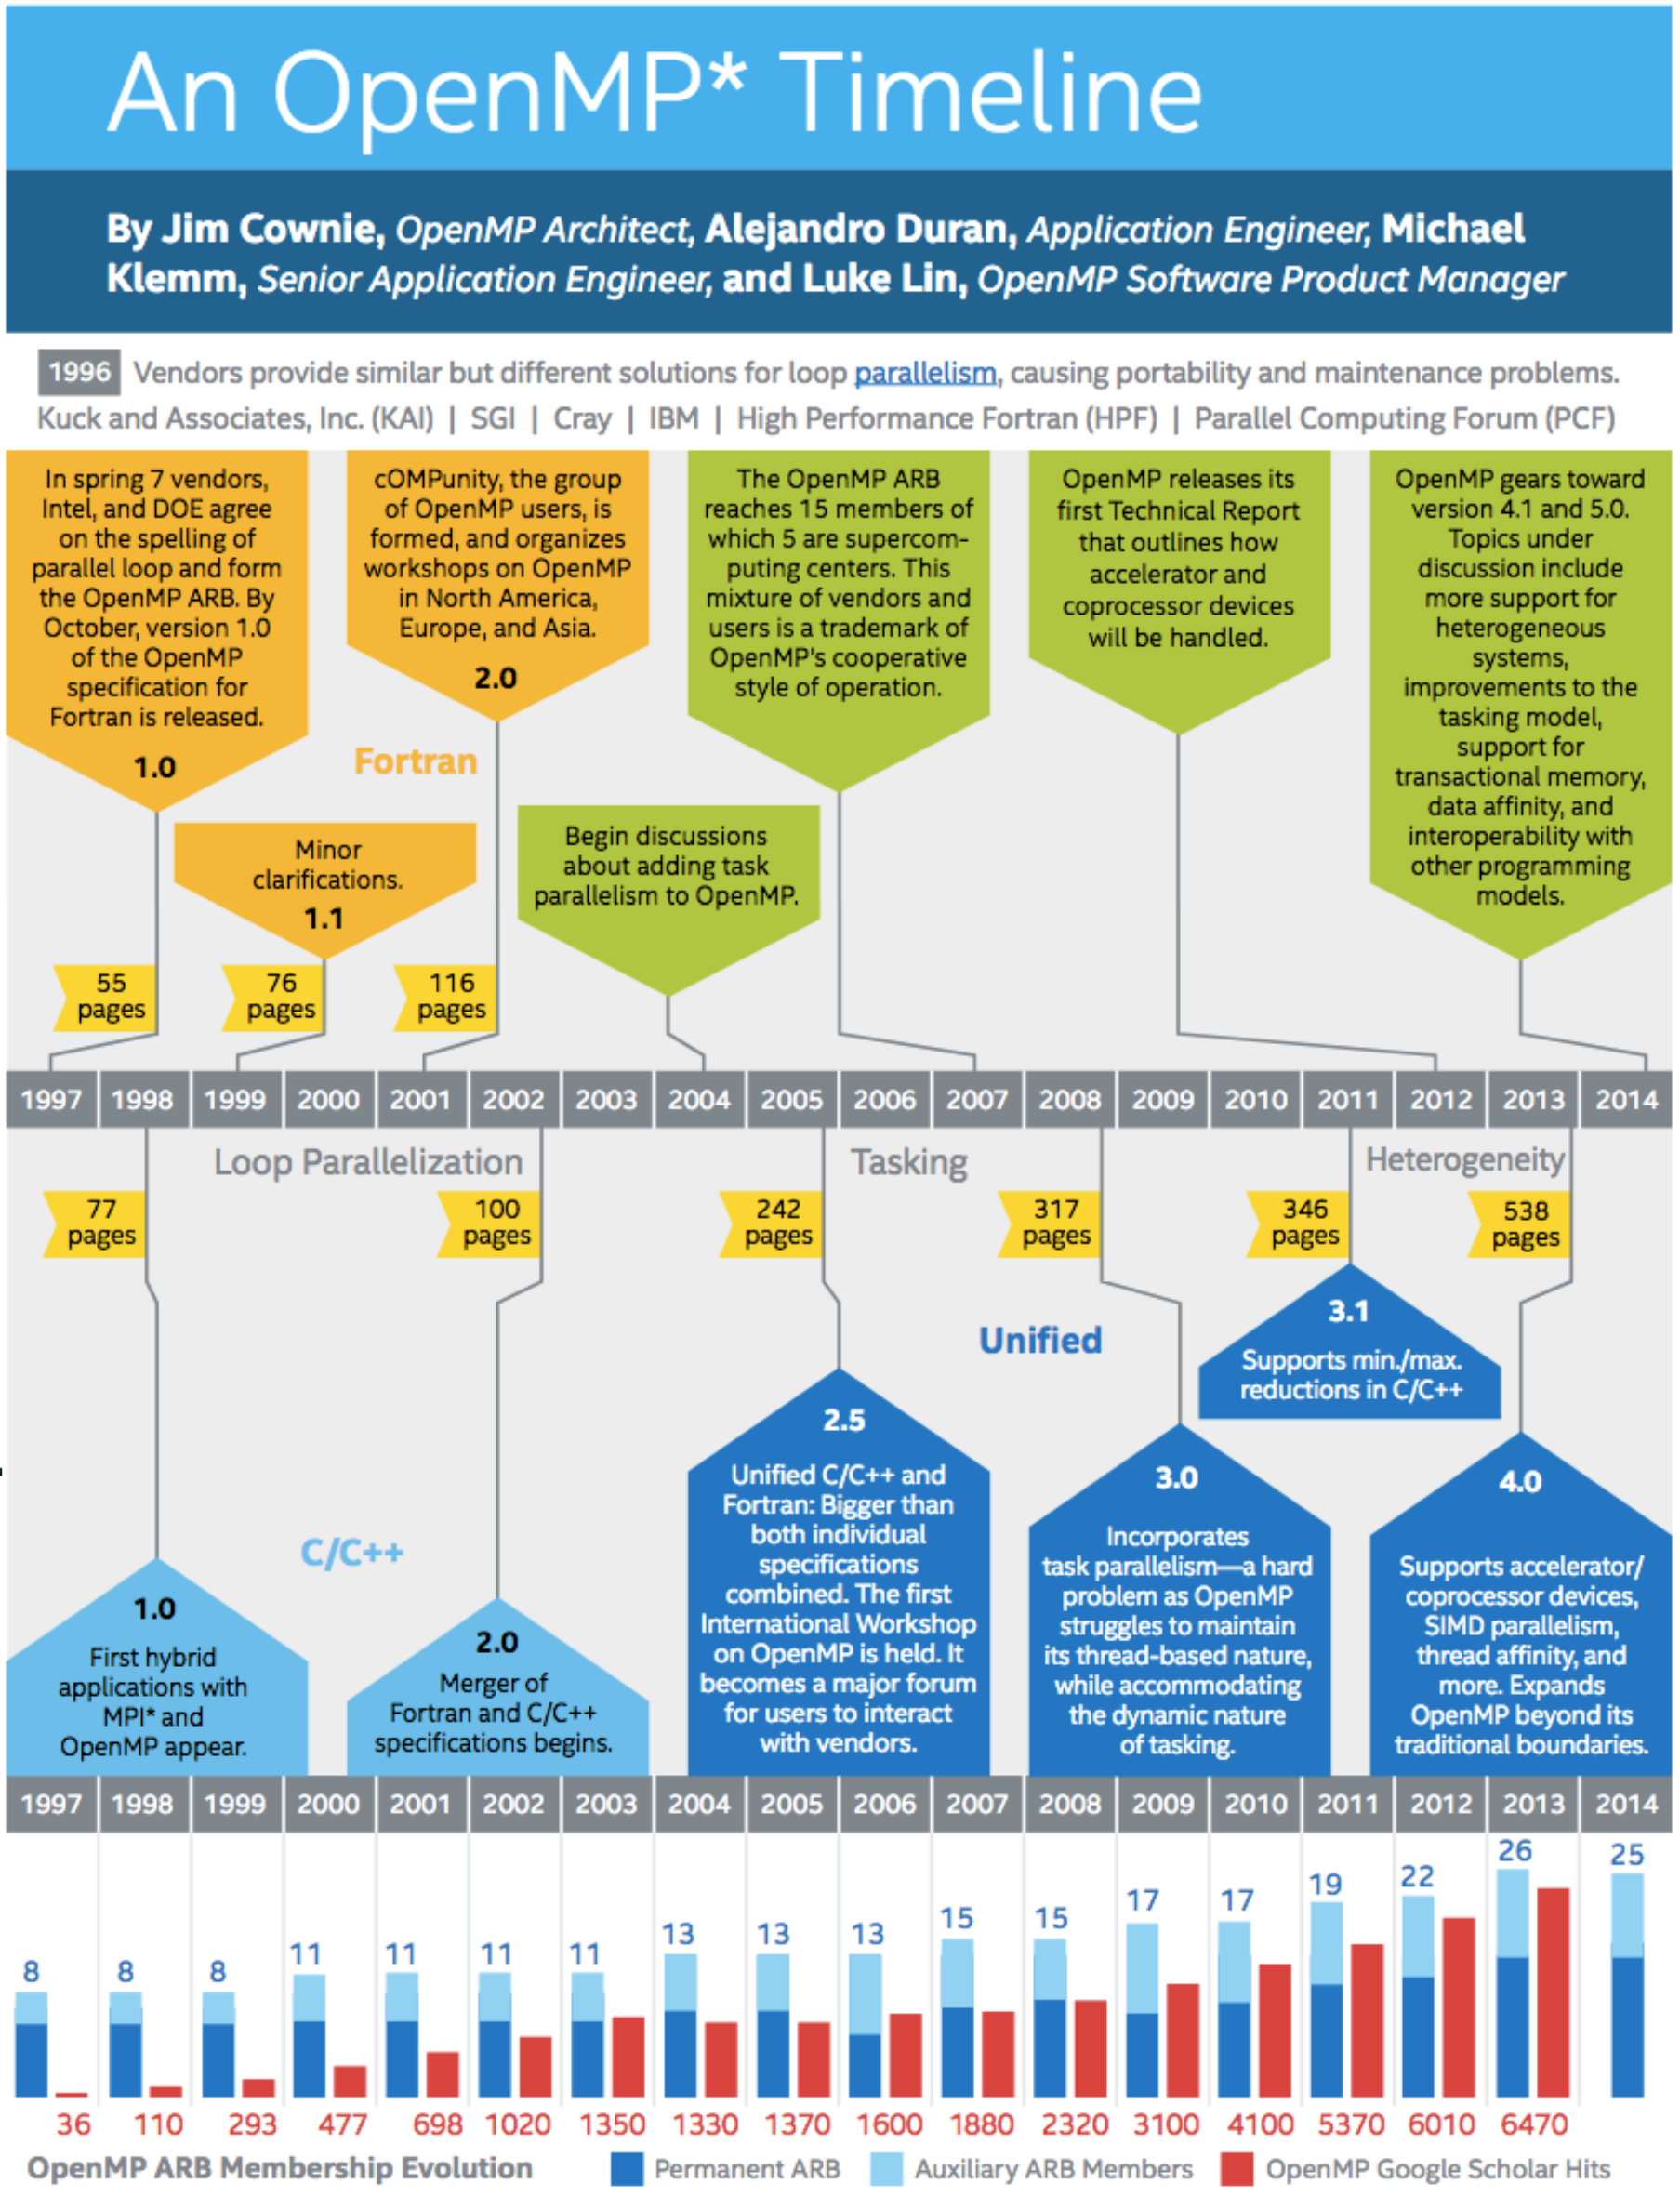 An OpenMP* Timeline
By Jim Cownie, OpenMP Architect, Alejandro Duran, Application Engineer, Michael
Klemm, Senior Application Engineer, and Luke Lin, OpenMP Software Product Manager
1996 Vendors provide similar but different solutions for loop parallelism, causing portability and maintenance problems.
Kuck and Associates, Inc. (KAI) | SGI | Cray | IBM | High Performance Fortran (HPF) | Parallel Computing Forum (PCF)
In spring 7 vendors,
Intel, and DOE agree
on the spelling of
parallel loop and form
the OpenMP ARB. By
October, version 1.0
of the OpenMP
specification for
Fortran is released.
1.0
cOMPunity, the group
of OpenMP users, is
formed, and organizes
workshops on OpenMP
in North America,
Europe, and Asia.
2.0
The OpenMP ARB
reaches 15 members of
which 5 are supercom-
puting centers. This
mixture of vendors and
users is a trademark of
OpenMP's cooperative
style of operation.
OpenMP releases its
first Technical Report
that outlines how
accelerator and
coprocessor devices
will be handled.
OpenMP gears toward
version 4.1 and 5.0.
Topics under
discussion include
more support for
heterogeneous
systems,
improvements to the
tasking model,
support for
transactional memory,
data affinity, and
interoperability with
other programming
models.
Fortran
Minor
clarifications.
1.1
Begin discussions
about adding task
parallelism to OpenMP.
55
pages
76
pages
116
pages
1997 1998 1999 2000 2001 2002 2003 2004 2005 2006 2007 2008 2009 2010 2011 2012 2013 2014
Loop Parallelization Tasking Heterogeneity
77
pages
100
pages
242
pages
317
pages
346
pages
538
pages
Unified
3.1
Supports min./max.
reductions in C/C++
C/C++
1.0
First hybrid
applications with
MPI* and
OpenMP appear.
2.0
Merger of
Fortran and C/C++
specifications begins.
2.5
Unified C/C++ and
Fortran: Bigger than
both individual
specifications
combined. The first
International Workshop
on OpenMP is held. It
becomes a major forum
for users to interact
with vendors.
3.0
Incorporates
task parallelism—a hard
problem as OpenMP
struggles to maintain
its thread-based nature,
while accommodating
the dynamic nature
of tasking.
4.0
Supports accelerator/
coprocessor devices,
SIMD parallelism,
thread affinity, and
more. Expands
OpenMP beyond its
traditional boundaries.
1997 1998 1999 2000 2001 2002 2003 2004 2005 2006 2007 2008 2009 2010 2011 2012 2013 2014
8 8 8 11 11 11 11 13 13 13 15 15 17 17 19 22 26 25
36 110 293 477 698 1020 1350 1330 1370 1600 1880 2320 3100 4100 5370 6010 6470
OpenMP ARB Membership Evolution Permanent ARB Auxiliary ARB Members OpenMP Google Scholar Hits